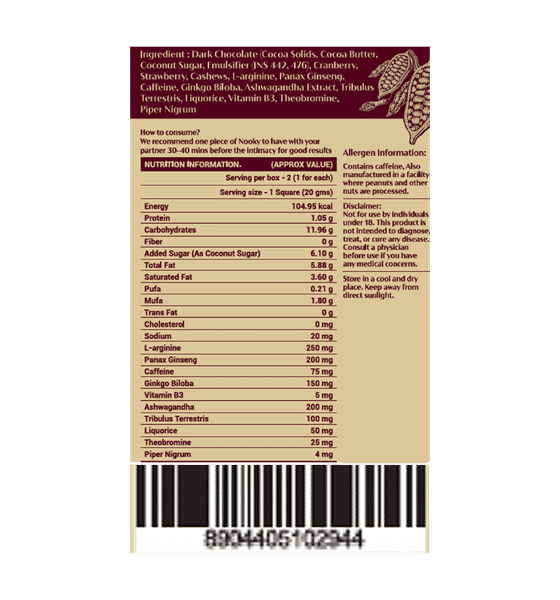 Ingredient : Dark Chocolate (Cocoa Solids, Cocoa Butter,
Coconut Sugar, Emulsifier (INS 442, 476), Cranberry,
Strawberry, Cashews, L-arginine, Panax Ginseng,
Caffeine, Ginkgo Biloba, Ashwagandha Extract, Tribulus
Terrestris, Liquorice, Vitamin B3, Theobromine,
Piper Nigrum
How to consume?
We recommend one piece of Nooky to have with your
partner 30-40 mins before the intimacy for good results
NUTRITION INFORMATION. (APPROX VALUE)
Serving per box - 2 (1 for each)
Serving size - 1 Square (20 gms)
Energy 104.95 kcal
Protein 1.05 g
Carbohydrates 11.96 g
Fiber 0 g
Added Sugar (As Coconut Sugar) 6.10 g
Total Fat 5.88 g
Saturated Fat 3.60 g
Pufa 0.21 g
Mufa 1.80 g
Trans Fat 0 g
Cholesterol 0 mg
Sodium 20 mg
L-arginine 250 mg
Panax Ginseng 200 mg
Caffeine 75 mg
Ginkgo Biloba 150 mg
Vitamin B3 5 mg
Ashwagandha 200 mg
Tribulus Terrestris 100 mg
Liquorice 50 mg
Theobromine 25 mg
Piper Nigrum 4 mg
Allergen Information:
Contains caffeine, Also
manufactured in a facility
where peanuts and other
nuts are processed.
Disclaimer:
Not for use by individuals
under 18. This product is
not intended to diagnose,
treat, or cure any disease.
Consult a physician
before use if you have
any medical concerns.
Store in a cool and dry
place. Keep away from
direct sunlight.
8904405102944